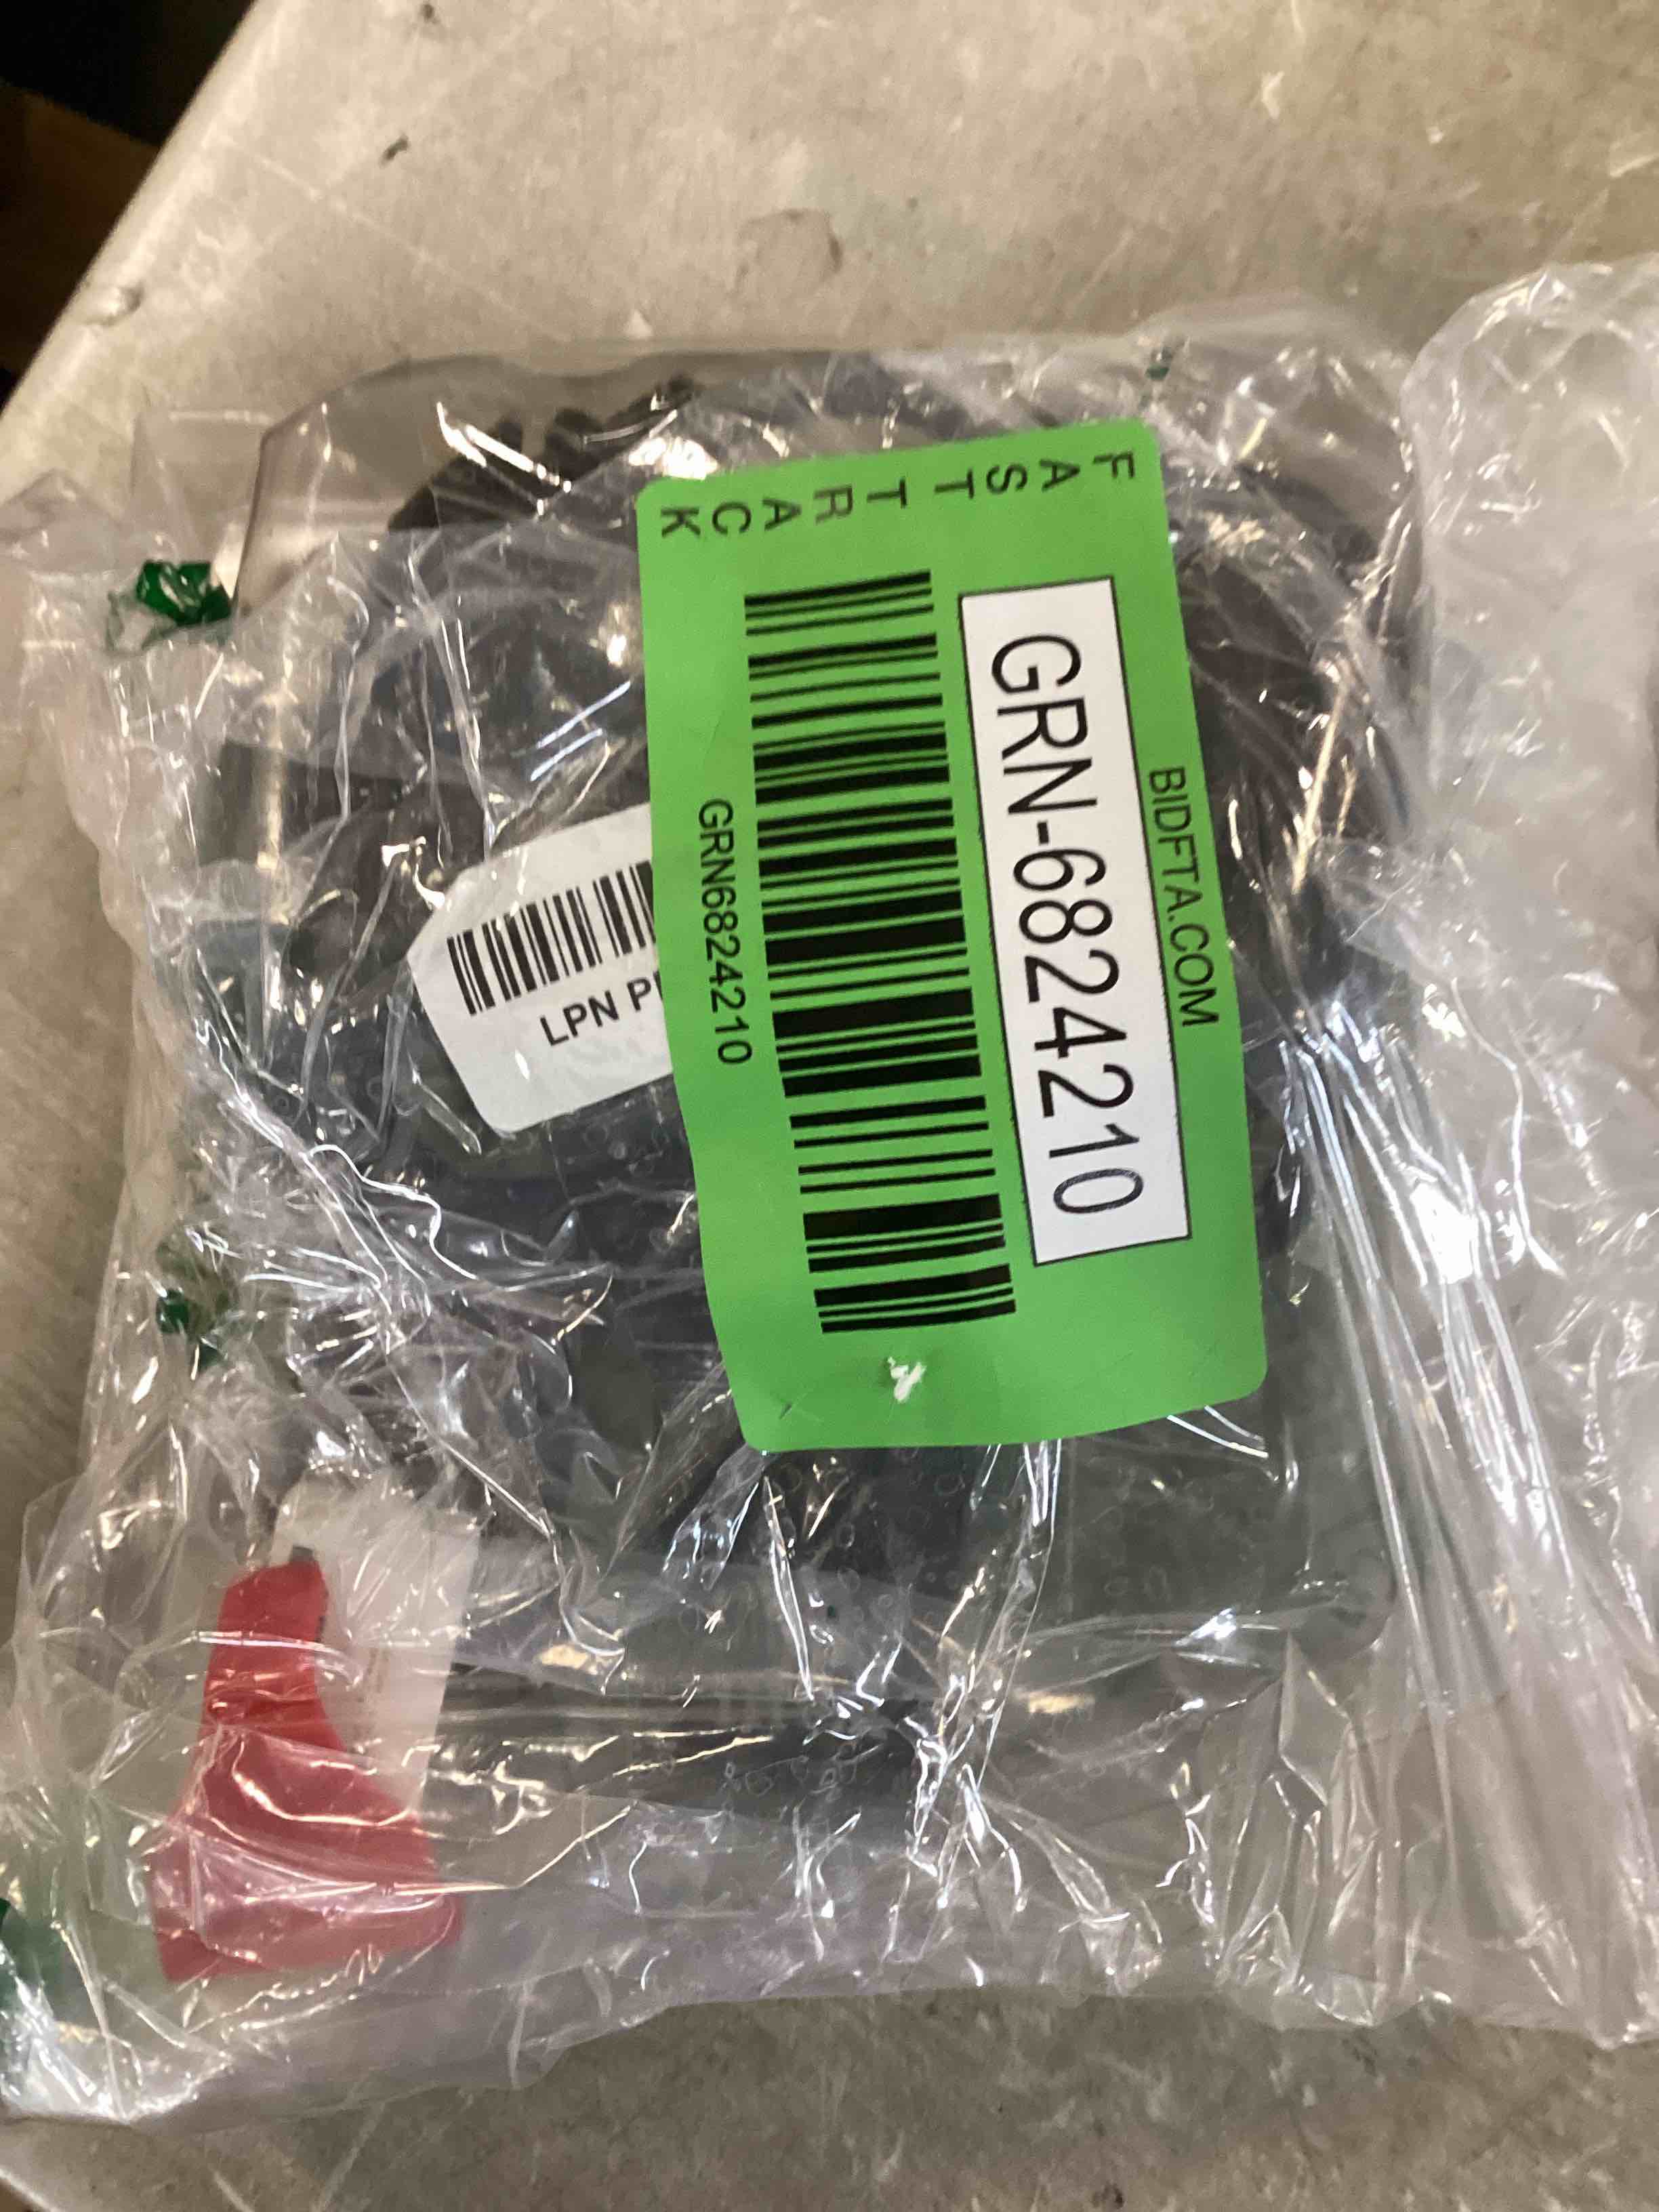 FAST TRACK
BIDFTA.COM
GRN-6824210
GRN6824210
LPN